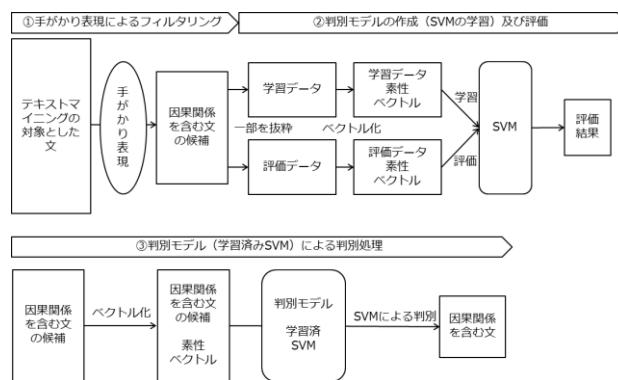 ①手がかり表現によるフィルタリング
②判別モデルの作成（SVMの学習）及び評価
テキストマ
イニングの
対象とした
文
手がかり表現
因果関係
を含む文
の候補
一部を抜粋
学習データ
評価データ
ベクトル化
学習データ
素性
ベクトル
評価データ
素性
ベクトル
学習
評価
SVM
評価
結果
③判別モデル（学習済みSVM）による判別処理
因果関係
を含む文
の候補
ベクトル化
因果関係
を含む文
の候補
素性
ベクトル
判別モデル
学習済
SVM
SVMによる判別
因果関係
を含む文